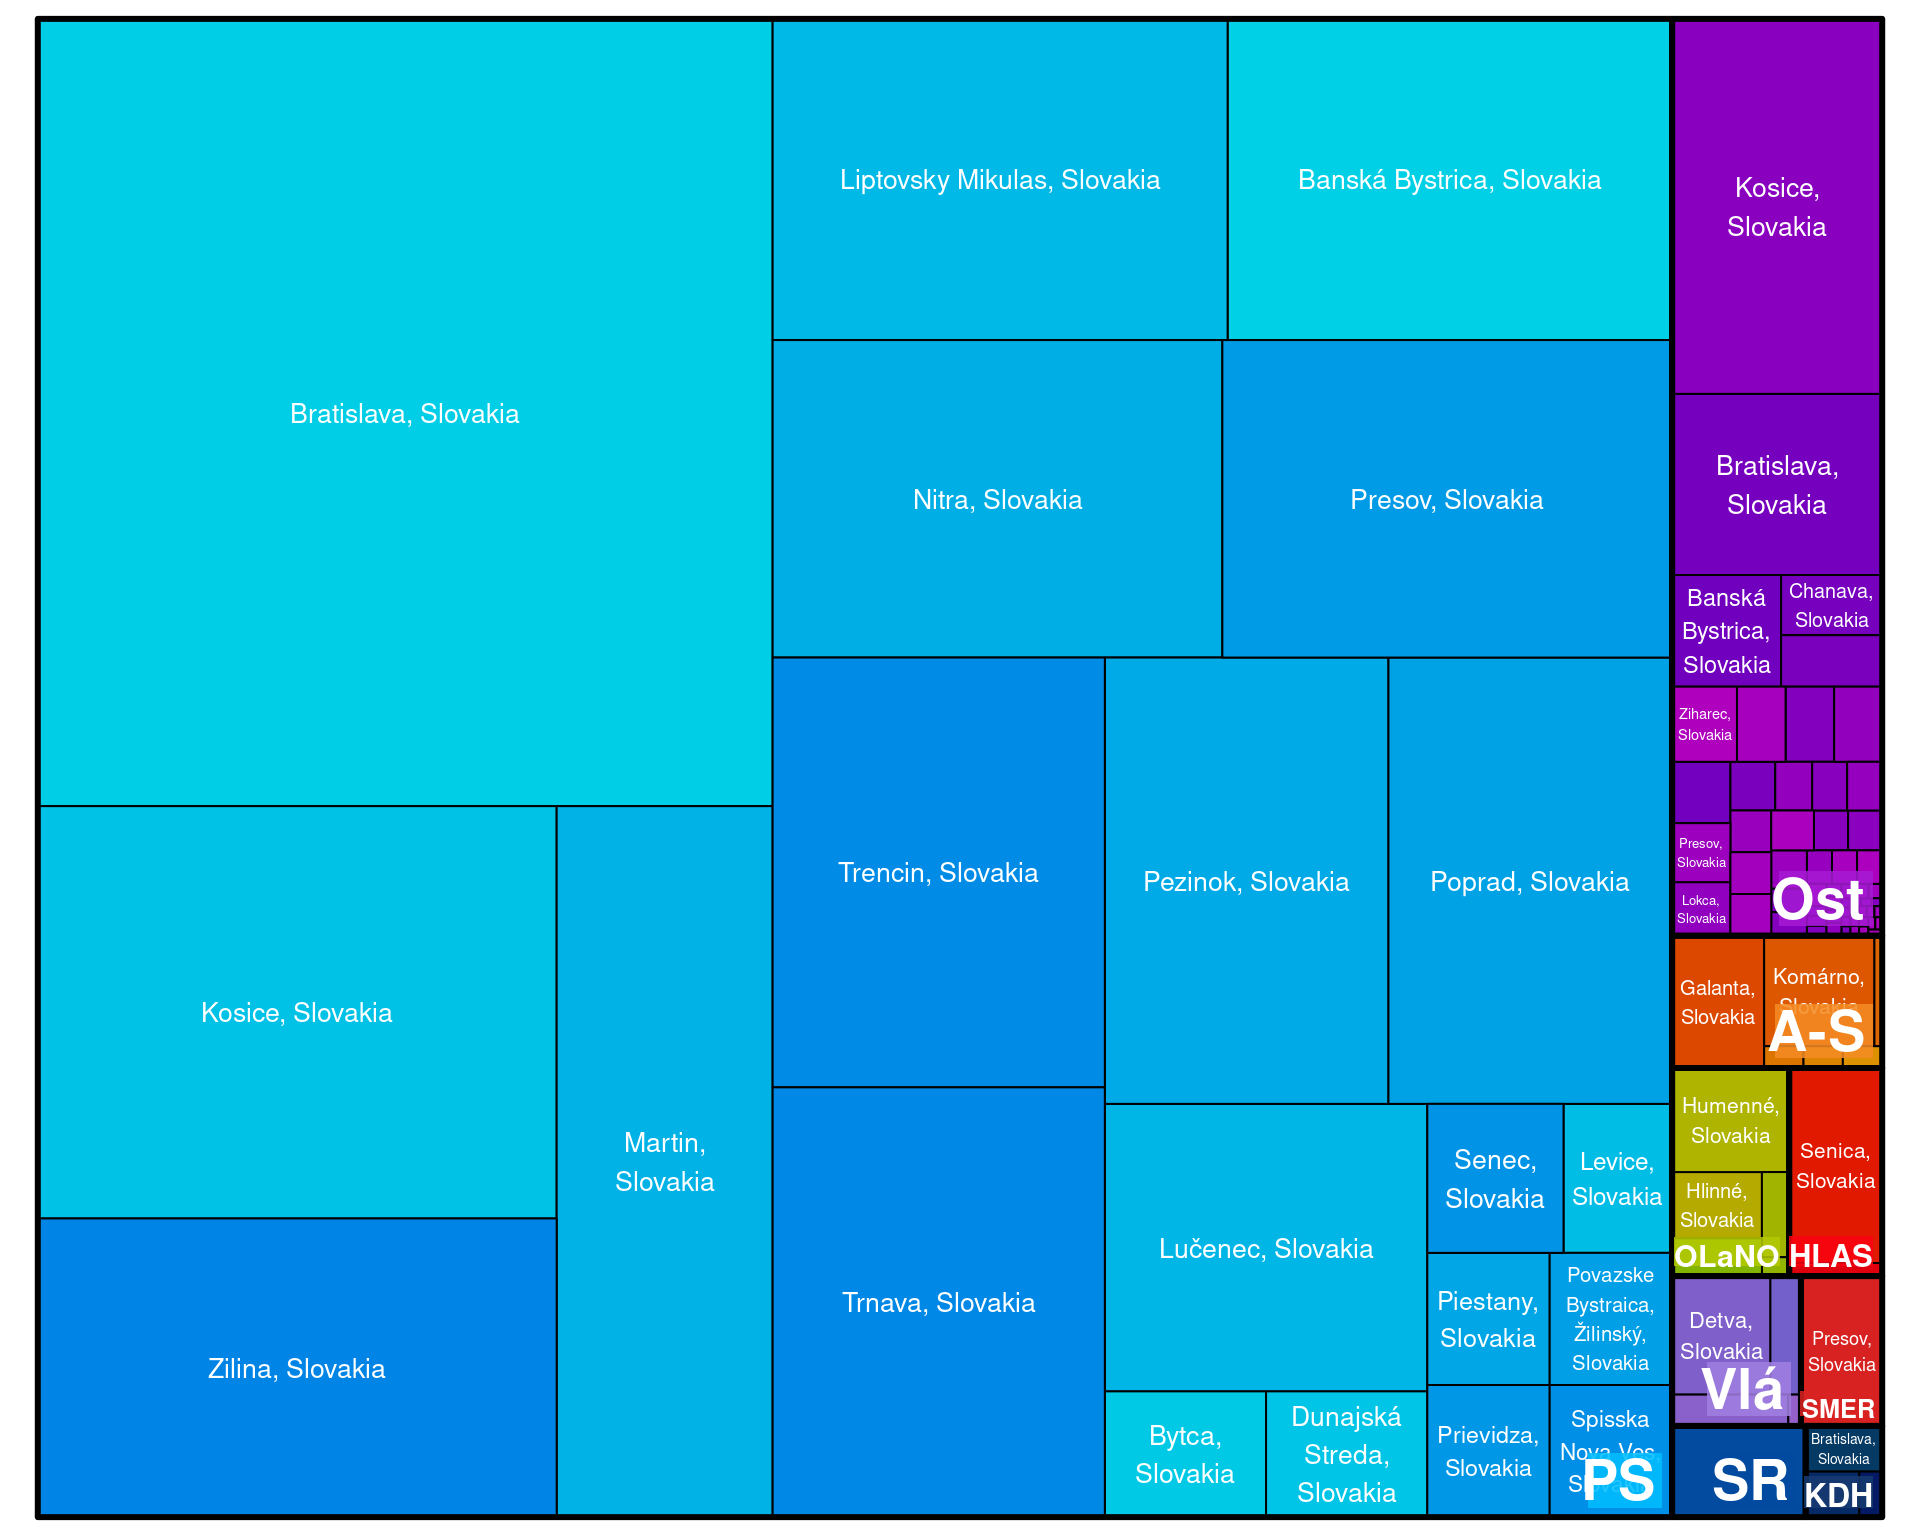 Bratislava, Slovakia
Kosice, Slovakia
Martin,
Slovakia
Zilina, Slovakia
Liptovsky Mikulas, Slovakia
Banská Bystrica, Slovakia
Nitra, Slovakia
Presov, Slovakia
Trencin, Slovakia
Pezinok, Slovakia
Poprad, Slovakia
Trnava, Slovakia
Lučenec, Slovakia
Senec,
Slovakia
Levice,
Slovakia
Piestany,
Slovakia
Povazske
Bystraica,
Žilinský,
Slovakia
Bytca,
Slovakia
Dunajská
Streda,
Slovakia
Prievidza,
Slovakia
Spisska
Nova Ves,
Slovakia
PS
Kosice,
Slovakia
Bratislava,
Slovakia
Banská
Bystrica,
Slovakia
Chanava,
Slovakia
Ziharec,
Slovakia
Presov,
Slovakia
Lokca,
Slovakia
Ost
Galanta,
Slovakia
Komárno,
Slovakia
A-S
Humenné,
Slovakia
Hlinné,
Slovakia
OLaNO
Senica,
Slovakia
HLAS
Detva,
Slovakia
Vlá
Presov,
Slovakia
SMER
SR
Bratislava,
Slovakia
KDH